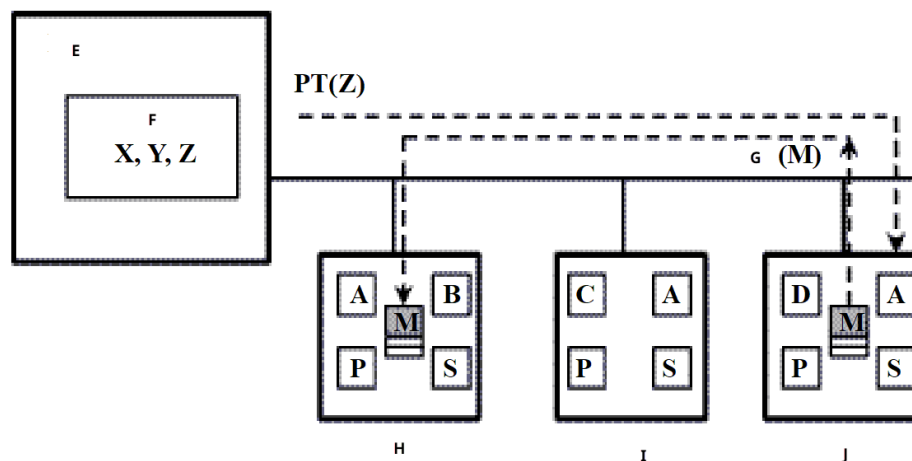 E
PT(Z)
F
X, Y, Z
G (M)
A B C A D A
M M
P S P S P S
H I J